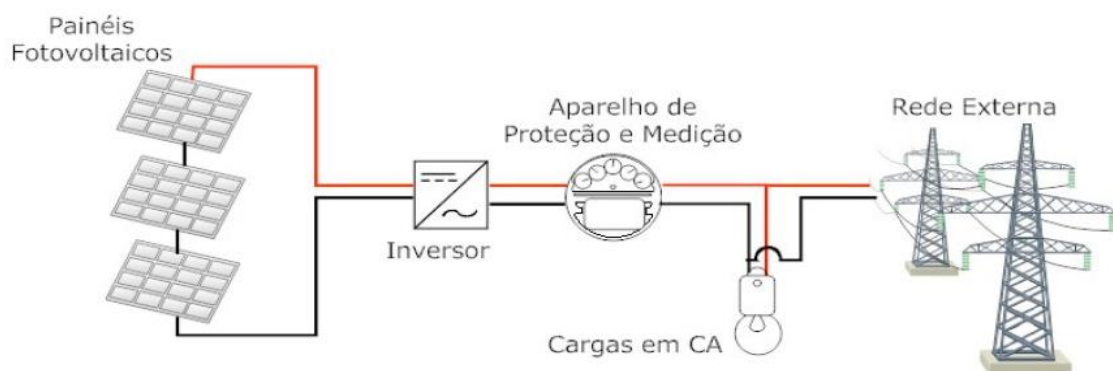 Painéis
Fotovoltaicos
Aparelho de
Proteção e Medição
Rede Externa
Inversor
Cargas em CA